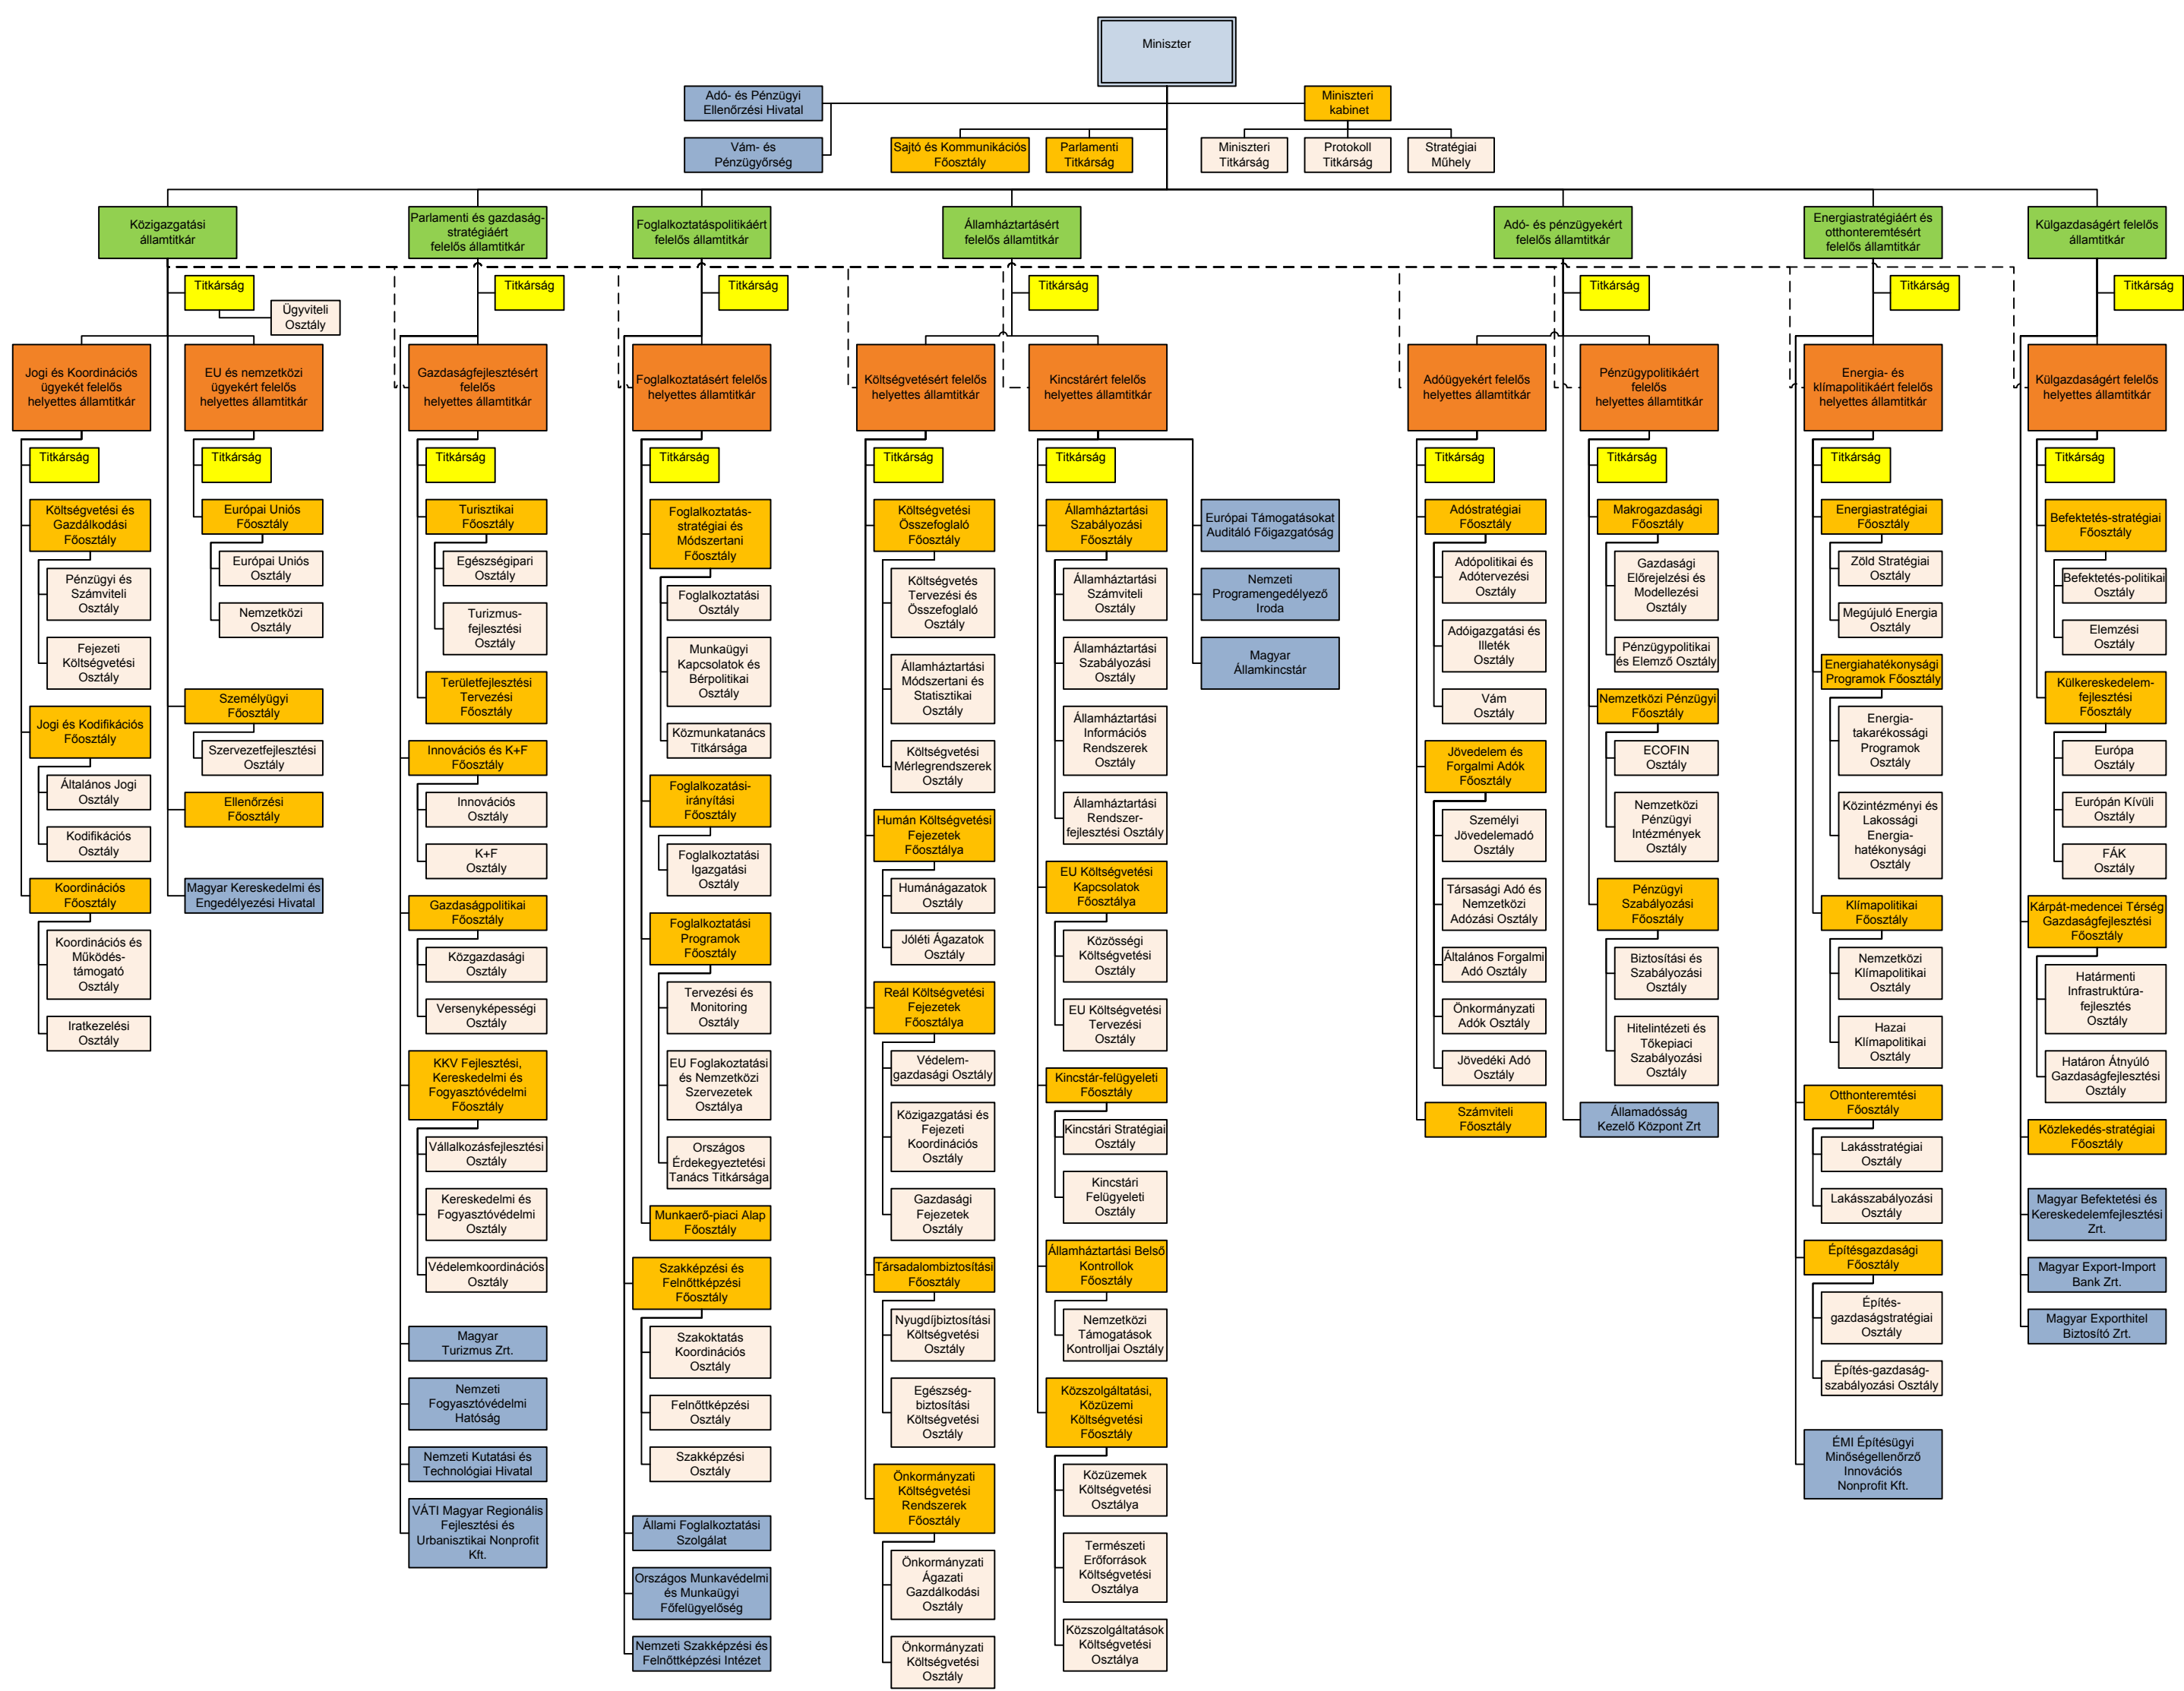 Miniszter
Adó- és Pénzügyi
Ellenőrzési Hivatal
Miniszteri
kabinet
Vám- és
Pénzügyőrség
Sajtó és Kommunikációs
Főosztály
Parlamenti
Titkárság
Miniszteri
Titkárság
Protokoll
Titkárság
Stratégiai
Műhely
Közigazgatási
államtitkár
Parlamenti és gazdaság-
stratégiáért
felelős államtitkár
Foglalkoztatáspolitikáért
felelős államtitkár
Államháztartásért
felelős államtitkár
Adó- és pénzügyekért
felelős államtitkár
Energiastratégiáért és
otthonteremtésért
felelős államtitkár
Külgazdaságért felelős
államtitkár
Titkárság
Titkárság
Titkárság
Titkárság
Titkárság
Titkárság
Titkárság
Ügyviteli
Osztály
Jogi és Koordinációs
ügyekét felelős
helyettes államtitkár
EU és nemzetközi
ügyekért felelős
helyettes államtitkár
Gazdaságfejlesztésért
felelős
helyettes államtitkár
Foglalkoztatásért felelős
helyettes államtitkár
Költségvetésért felelős
helyettes államtitkár
Kincstárért felelős
helyettes államtitkár
Adóügyekért felelős
helyettes államtitkár
Pénzügypolitikáért
felelős
helyettes államtitkár
Energia- és
klímapolitikáért felelős
helyettes államtitkár
Külgazdaságért felelős
helyettes államtitkár
Titkárság
Költségvetési és
Gazdálkodási
Főosztály
Pénzügyi és
Számviteli
Osztály
Fejezeti
Költségvetési
Osztály
Jogi és Kodifikációs
Főosztály
Általános Jogi
Osztály
Kodifikációs
Osztály
Koordinációs
Főosztály
Koordinációs és
Működés-
támogató
Osztály
Iratkezelési
Osztály
Titkárság
Európai Uniós
Főosztály
Európai Uniós
Osztály
Nemzetközi
Osztály
Személyügyi
Főosztály
Szervezetfejlesztési
Osztály
Ellenőrzési
Főosztály
Magyar Kereskedelmi és
Engedélyezési Hivatal
Titkárság
Turisztikai
Főosztály
Egészségipari
Osztály
Turizmus-
fejlesztési
Osztály
Területfejlesztési
Tervezési
Főosztály
Innovációs és K+F
Főosztály
Innovációs
Osztály
K+F
Osztály
Gazdaságpolitikai
Főosztály
Közgazdasági
Osztály
Versenyképességi
Osztály
KKV Fejlesztési,
Kereskedelmi és
Fogyasztóvédelmi
Főosztály
Vállalkozásfejlesztési
Osztály
Kereskedelmi és
Fogyasztóvédelmi
Osztály
Védelemkoordinációs
Osztály
Magyar
Turizmus Zrt.
Nemzeti
Fogyasztóvédelmi
Hatóság
Nemzeti Kutatási és
Technológiai Hivatal
VÁTI Magyar Regionális
Fejlesztési és
Urbanisztikai Nonprofit
Kft.
Titkárság
Foglalkoztatás-
stratégiai és
Módszertani
Főosztály
Foglalkoztatási
Osztály
Munkaügyi
Kapcsolatok és
Bérpolitikai
Osztály
Közmunkatanács
Titkársága
Foglalkozatási-
irányítási
Főosztály
Foglalkoztatási
Igazgatási
Osztály
Foglalkoztatási
Programok
Főosztály
Tervezési és
Monitoring
Osztály
EU Foglakoztatási
és Nemzetközi
Szervezetek
Osztálya
Országos
Érdekegyeztetési
Tanács Titkársága
Munkaerő-piaci Alap
Főosztály
Szakképzési és
Felnőttképzési
Főosztály
Szakoktatás
Koordinációs
Osztály
Felnőttképzési
Osztály
Szakképzési
Osztály
Állami Foglalkoztatási
Szolgálat
Országos Munkavédelmi
és Munkaügyi
Főfelügyelőség
Nemzeti Szakképzési és
Felnőttképzési Intézet
Titkárság
Költségvetési
Összefoglaló
Főosztály
Költségvetés
Tervezési és
Összefoglaló
Osztály
Államháztartási
Módszertani és
Statisztikai
Osztály
Költségvetési
Mérlegrendszerek
Osztály
Humán Költségvetési
Fejezetek
Főosztálya
Humánágazatok
Osztály
Jóléti Ágazatok
Osztály
Reál Költségvetési
Fejezetek
Főosztálya
Védelem-
gazdasági Osztály
Közigazgatási és
Fejezeti
Koordinációs
Osztály
Gazdasági
Fejezetek
Osztály
Társadalombiztosítási
Főosztály
Nyugdíjbiztosítási
Költségvetési
Osztály
Egészség-
biztosítási
Költségvetési
Osztály
Önkormányzati
Költségvetési
Rendszerek
Főosztály
Önkormányzati
Ágazati
Gazdálkodási
Osztály
Önkormányzati
Költségvetési
Osztály
Titkárság
Államháztartási
Szabályozási
Főosztály
Államháztartási
Számviteli
Osztály
Államháztartási
Szabályozási
Osztály
Államháztartási
Információs
Rendszerek
Osztály
Államháztartási
Rendszer-
fejlesztési Osztály
EU Költségvetési
Kapcsolatok
Főosztálya
Közösségi
Költségvetési
Osztály
EU Költségvetési
Tervezési
Osztály
Kincstár-felügyeleti
Főosztály
Kincstári Stratégiai
Osztály
Kincstári
Felügyeleti
Osztály
Államháztartási Belső
Kontrollok
Főosztály
Nemzetközi
Támogatások
Kontrolljai Osztály
Közszolgáltatási,
Közüzemi
Költségvetési
Főosztály
Közüzemek
Költségvetési
Osztálya
Természeti
Erőforrások
Költségvetési
Osztálya
Közszolgáltatások
Költségvetési
Osztálya
Európai Támogatásokat
Auditáló Főigazgatóság
Nemzeti
Programengedélyező
Iroda
Magyar
Államkincstár
Titkárság
Adóstratégiai
Főosztály
Adópolitikai és
Adótervezési
Osztály
Adóigazgatási és
Illeték
Osztály
Vám
Osztály
Jövedelem és
Forgalmi Adók
Főosztály
Személyi
Jövedelemadó
Osztály
Társasági Adó és
Nemzetközi
Adózási Osztály
Általános Forgalmi
Adó Osztály
Önkormányzati
Adók Osztály
Jövedéki Adó
Osztály
Számviteli
Főosztály
Titkárság
Makrogazdasági
Főosztály
Gazdasági
Előrejelzési és
Modellezési
Osztály
Pénzügypolitikai
és Elemző Osztály
Nemzetközi Pénzügyi
Főosztály
ECOFIN
Osztály
Nemzetközi
Pénzügyi
Intézmények
Osztály
Pénzügyi
Szabályozási
Főosztály
Biztosítási és
Szabályozási
Osztály
Hitelintézeti és
Tőkepiaci
Szabályozási
Osztály
Államadósság
Kezelő Központ Zrt
Titkárság
Energiastratégiai
Főosztály
Zöld Stratégiai
Osztály
Megújuló Energia
Osztály
Energiahatékonysági
Programok Főosztály
Energia-
takarékossági
Programok
Osztály
Közintézményi és
Lakossági
Energia-
hatékonysági
Osztály
Klímapolitikai
Főosztály
Nemzetközi
Klímapolitikai
Osztály
Hazai
Klímapolitikai
Osztály
Otthonteremtési
Főosztály
Lakásstratégiai
Osztály
Lakásszabályozási
Osztály
Építésgazdasági
Főosztály
Építés-
gazdaságstratégiai
Osztály
Építés-gazdaság-
szabályozási Osztály
ÉMI Építésügyi
Minőségellenőrző
Innovációs
Nonprofit Kft.
Titkárság
Befektetés-stratégiai
Főosztály
Befektetés-politikai
Osztály
Elemzési
Osztály
Külkereskedelem-
fejlesztési
Főosztály
Európa
Osztály
Európán Kívüli
Osztály
FÁK
Osztály
Kárpát-medencei Térség
Gazdaságfejlesztési
Főosztály
Határmenti
Infrastruktúra-
fejlesztés
Osztály
Határon Átnyúló
Gazdaságfejlesztési
Osztály
Közlekedés-stratégiai
Főosztály
Magyar Befektetési és
Kereskedelemfejlesztési
Zrt.
Magyar Export-Import
Bank Zrt.
Magyar Exporthitel
Biztosító Zrt.